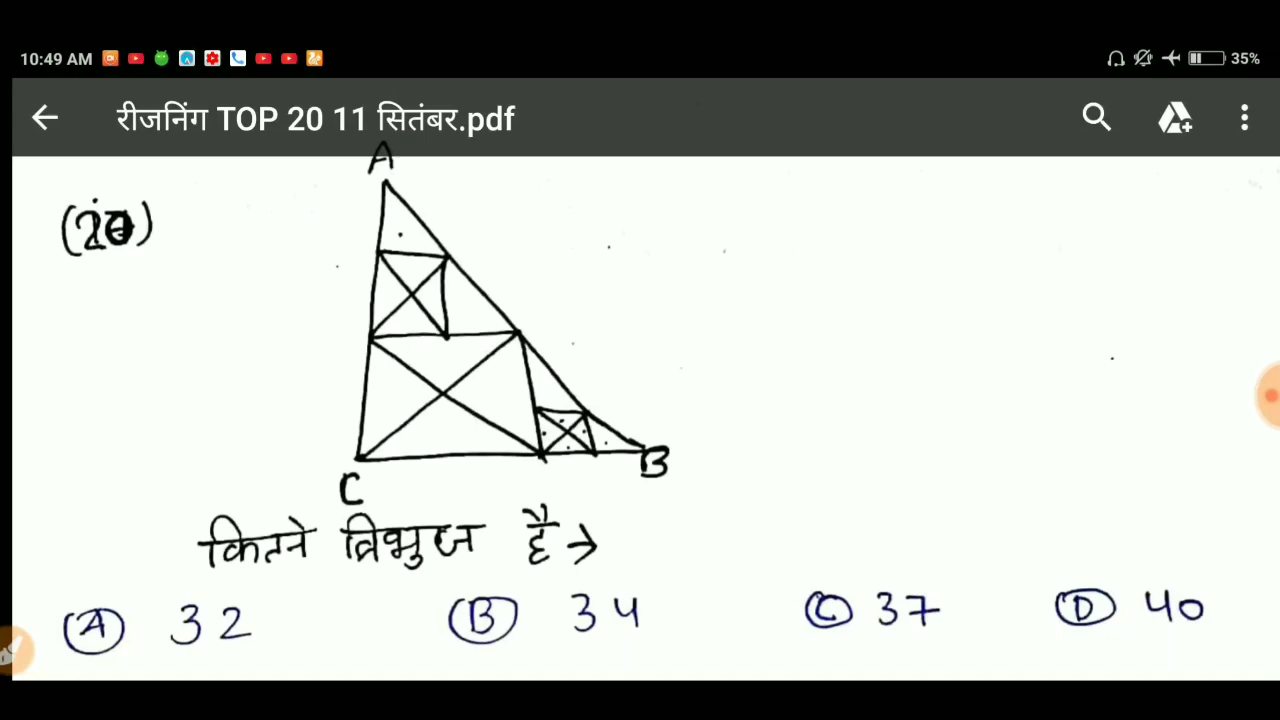 10:49 AM 35%
रीजनिंग TOP 20 11 सितंबर.pdf
A
C B
कितने त्रिभुज है →
(A) 32 (B) 34 (C) 37 (D) 40